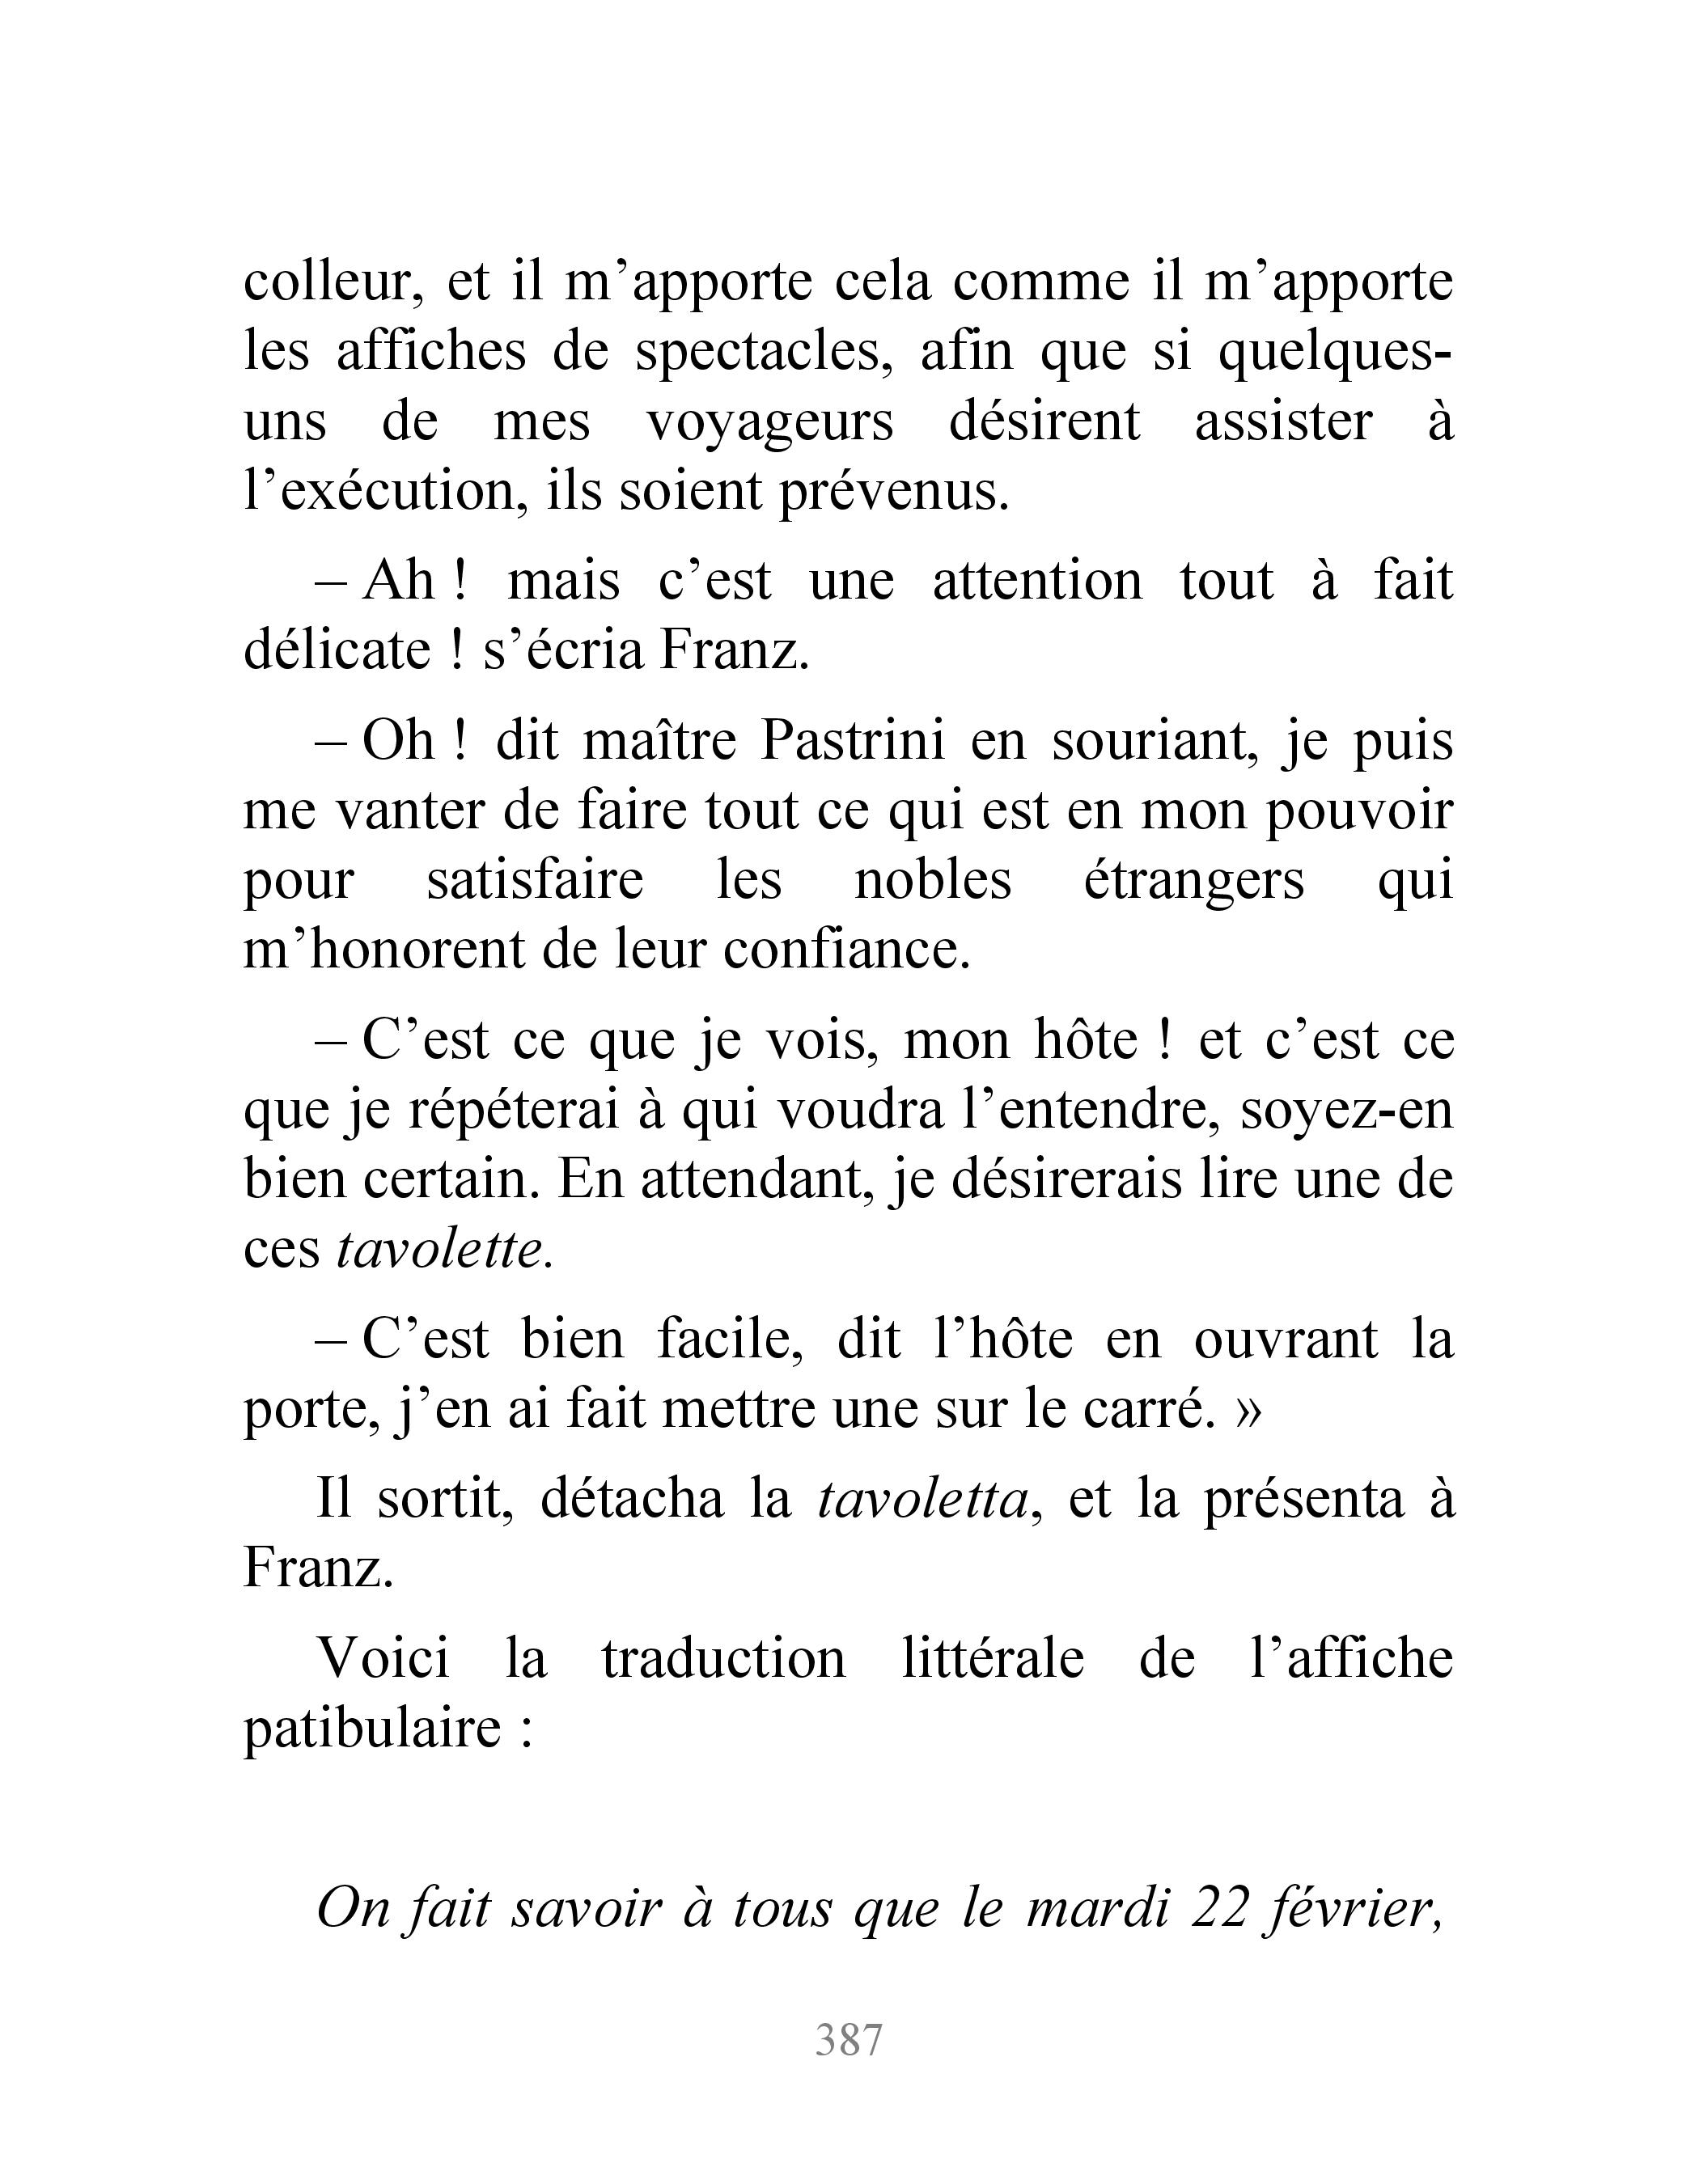 colleur, et il m’apporte cela comme il m’apporte
les affiches de spectacles, afin que si quelques-
uns de mes voyageurs désirent assister à
l’exécution, ils soient prévenus.
– Ah ! mais c’est une attention tout à fait
délicate ! s’écria Franz.
– Oh ! dit maître Pastrini en souriant, je puis
me vanter de faire tout ce qui est en mon pouvoir
pour satisfaire les nobles étrangers qui
m’honorent de leur confiance.
– C’est ce que je vois, mon hôte ! et c’est ce
que je répéterai à qui voudra l’entendre, soyez-en
bien certain. En attendant, je désirerais lire une de
ces tavolette.
– C’est bien facile, dit l’hôte en ouvrant la
porte, j’en ai fait mettre une sur le carré. »
Il sortit, détacha la tavoletta, et la présenta à
Franz.
Voici la traduction littérale de l’affiche
patibulaire :
On fait savoir à tous que le mardi 22 février,
387